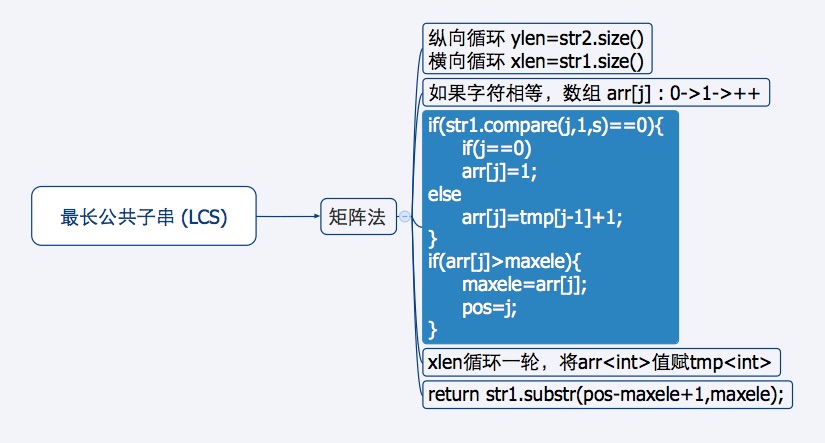 最长公共子串 (LCS)
矩阵法
纵向循环 ylen=str2.size()
横向循环 xlen=str1.size()
如果字符相等，数组 arr[j] : 0->1->++
if(str1.compare(j,1,s)==0){
if(j==0)
arr[j]=1;
else
arr[j]=tmp[j-1]+1;
}
if(arr[j]>maxele){
maxele=arr[j];
pos=j;
}
xlen循环一轮，将arr<int>值赋tmp<int>
return str1.substr(pos-maxele+1,maxele);